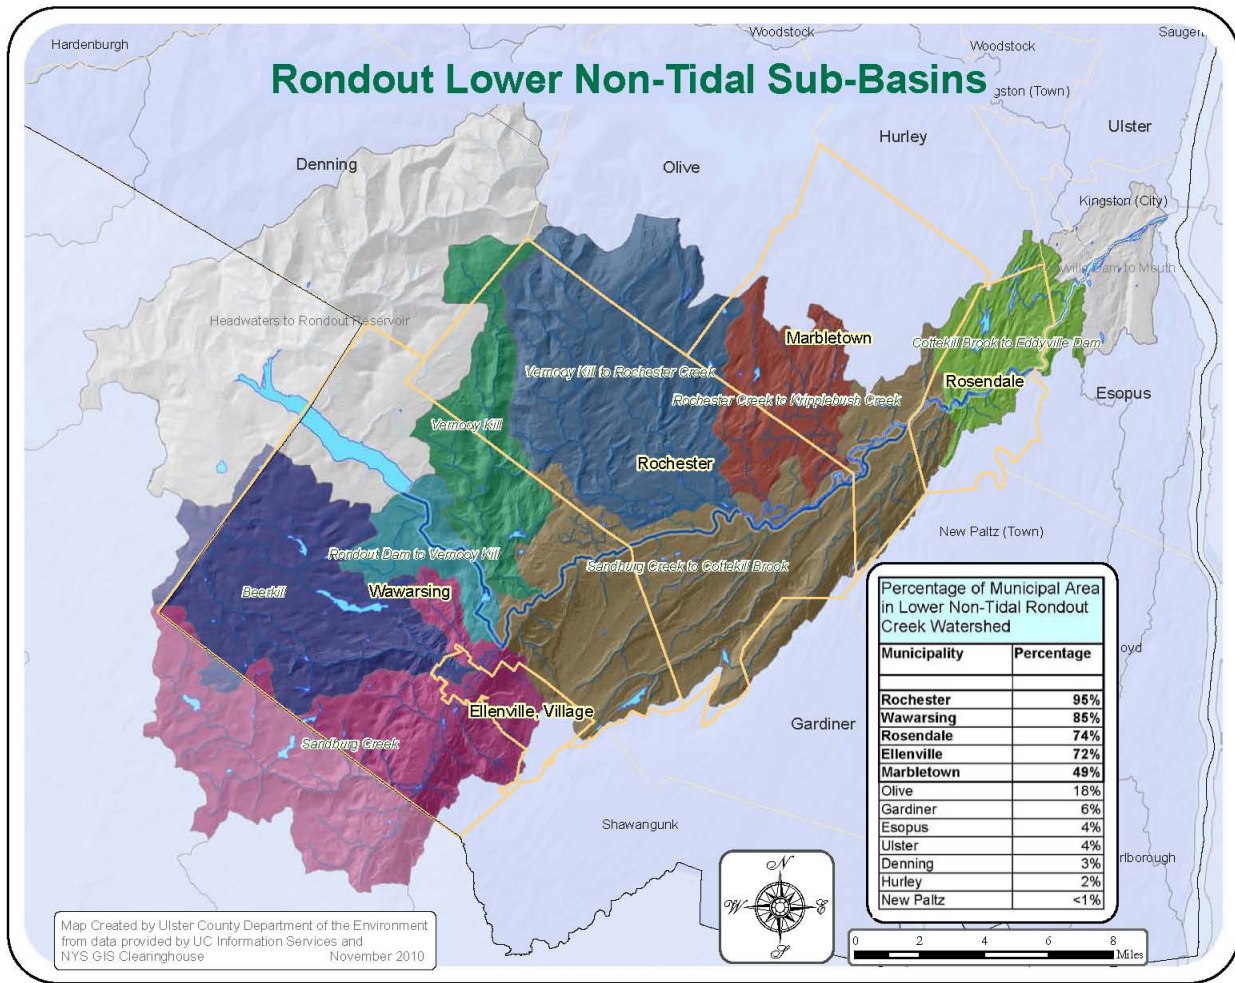 Hardenburgh
Woodstock
Woodstock
Rondout Lower Non-Tidal Sub-Basins
gston (Town)
Hurley
Ulster
Denning
Olive
Kingston (City)
Dam to Mouth
Headwaters to Rondout Reservoir
Marbletown
Cottekill Brook to Eddyville Dam
Vernooy Kill to Rochester Creek
Rosendale
Esopus
Rochester Creek to Kripplebush Creek
Vernooy Kill
Rochester
New Paltz (Town)
Rondout Dam to Vernooy Kill
Sandburg Creek to Cottekill Brook
Beerkill
Wawarsing
Ellenville, Village
Gardiner
Sandburg Creek
Shawangunk
oyd
rlborough
Percentage of Municipal Area
in Lower Non-Tidal Rondout
Creek Watershed
Municipality Percentage
Rochester 95%
Wawarsing 85%
Rosendale 74%
Ellenville 72%
Marbletown 49%
Olive 18%
Gardiner 6%
Esopus 4%
Ulster 4%
Denning 3%
Hurley 2%
New Paltz <1%
N
W E
S
0 2 4 6 8
Miles
Map Created by Ulster County Department of the Environment
from data provided by UC Information Services and
NYS GIS Clearinghouse November 2010